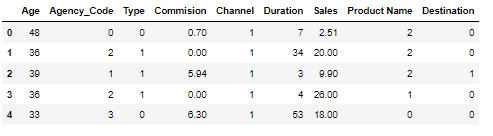 Age Agency_Code Type Commision Channel Duration Sales Product Name Destination
0 48 0 0 0.70 1 7 2.51 2 0
1 36 2 1 0.00 1 34 20.00 2 0
2 39 1 1 5.94 1 3 9.90 2 1
3 36 2 1 0.00 1 4 26.00 1 0
4 33 3 0 6.30 1 53 18.00 0 0